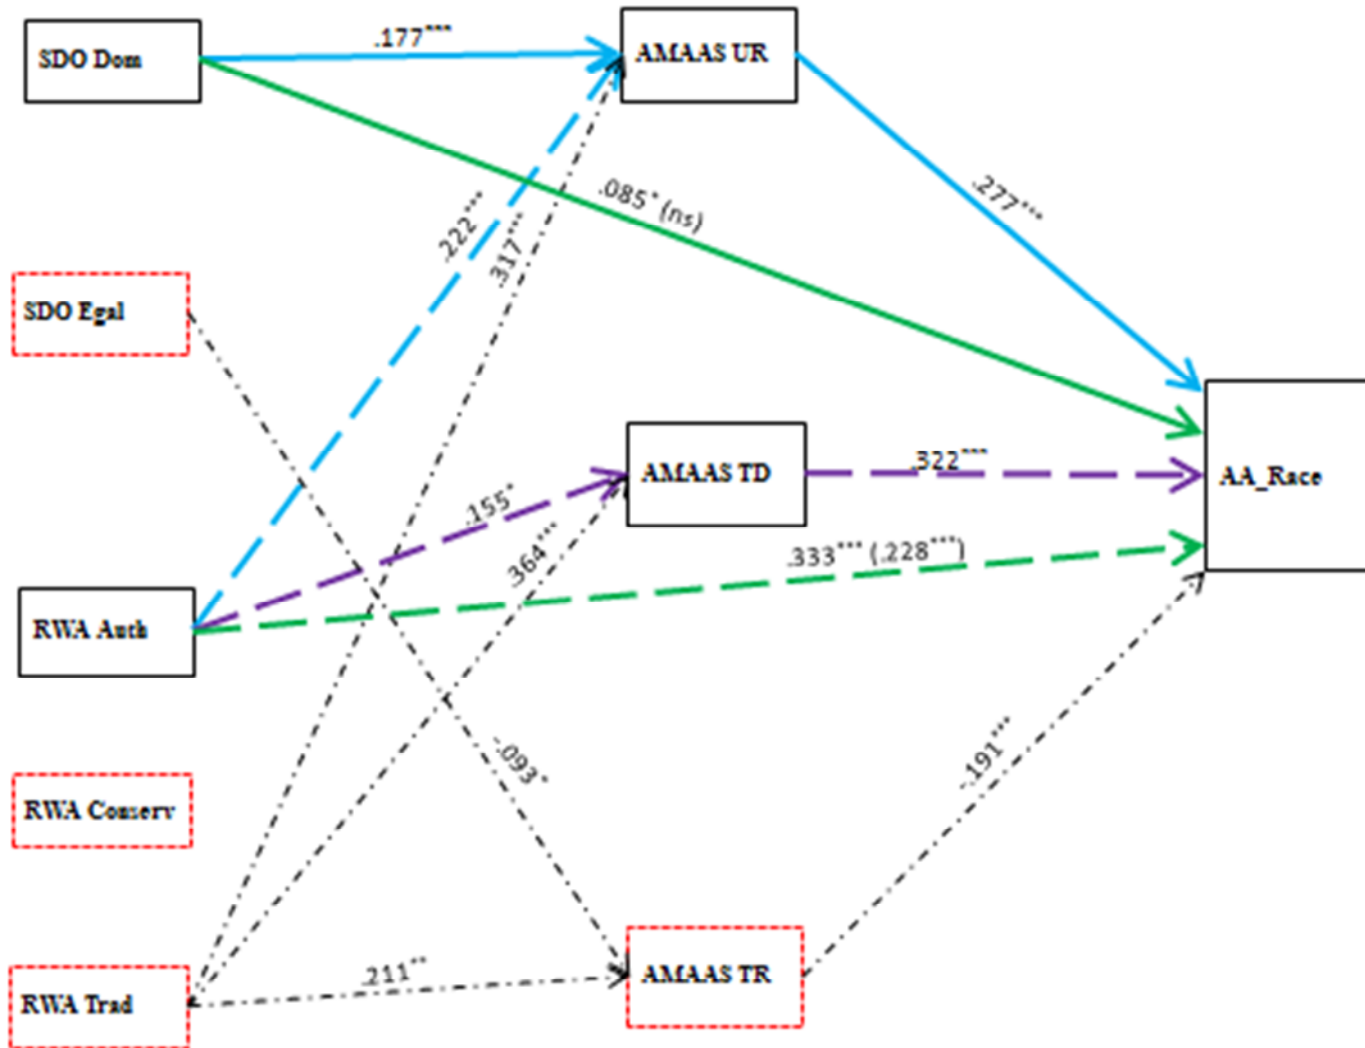 SDO Dom
.177***
AMAAS UR
.277***
.085* (ns)
.222***
.317***
SDO Egal
AMAAS TD
.322***
AA_Race
.155*
.364***
.333*** (.228***)
RWA Auth
-.093*
-.191***
RWA Conserv
.211**
AMAAS TR
RWA Trad